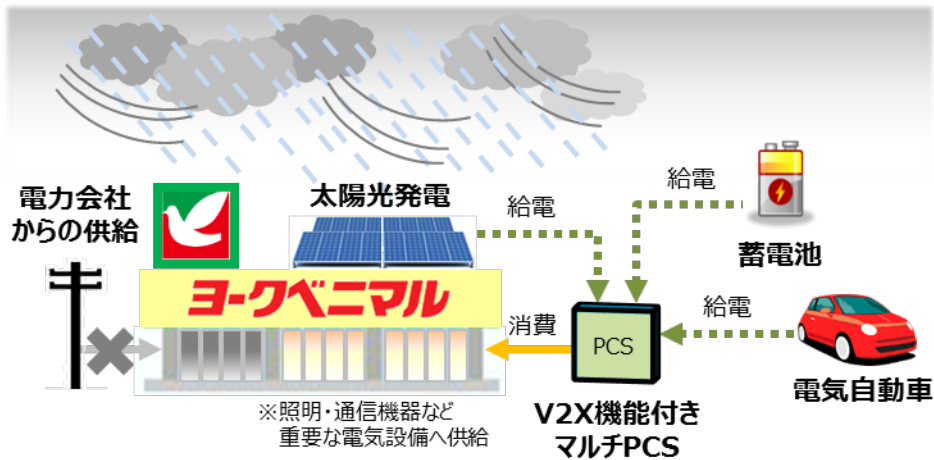 電力会社
からの供給
太陽光発電
給電
給電
蓄電池
ヨークベニマル
消費
PCS
給電
電気自動車
V2X機能付き
マルチPCS
※照明・通信機器など
重要な電気設備へ供給